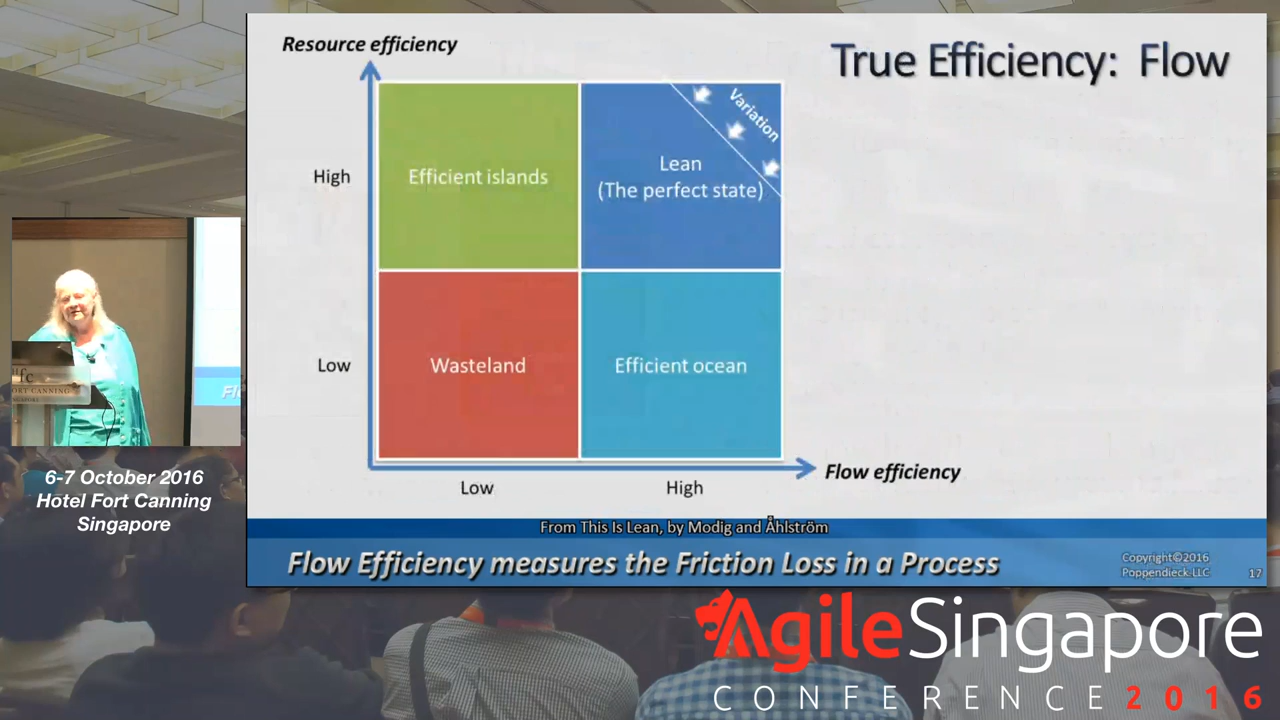 Resource efficiency
True Efficiency: Flow
High
Efficient islands
Lean
(The perfect state)
Variation
Low
Wasteland
Efficient ocean
Low
High
Flow efficiency
From This Is Lean, by Modig and Åhlström
Flow Efficiency measures the Friction Loss in a Process
Copyright©2016
Poppendieck.LLC
17
6-7 October 2016
Hotel Fort Canning
Singapore
AgileSingapore
CONFERENCE 2016